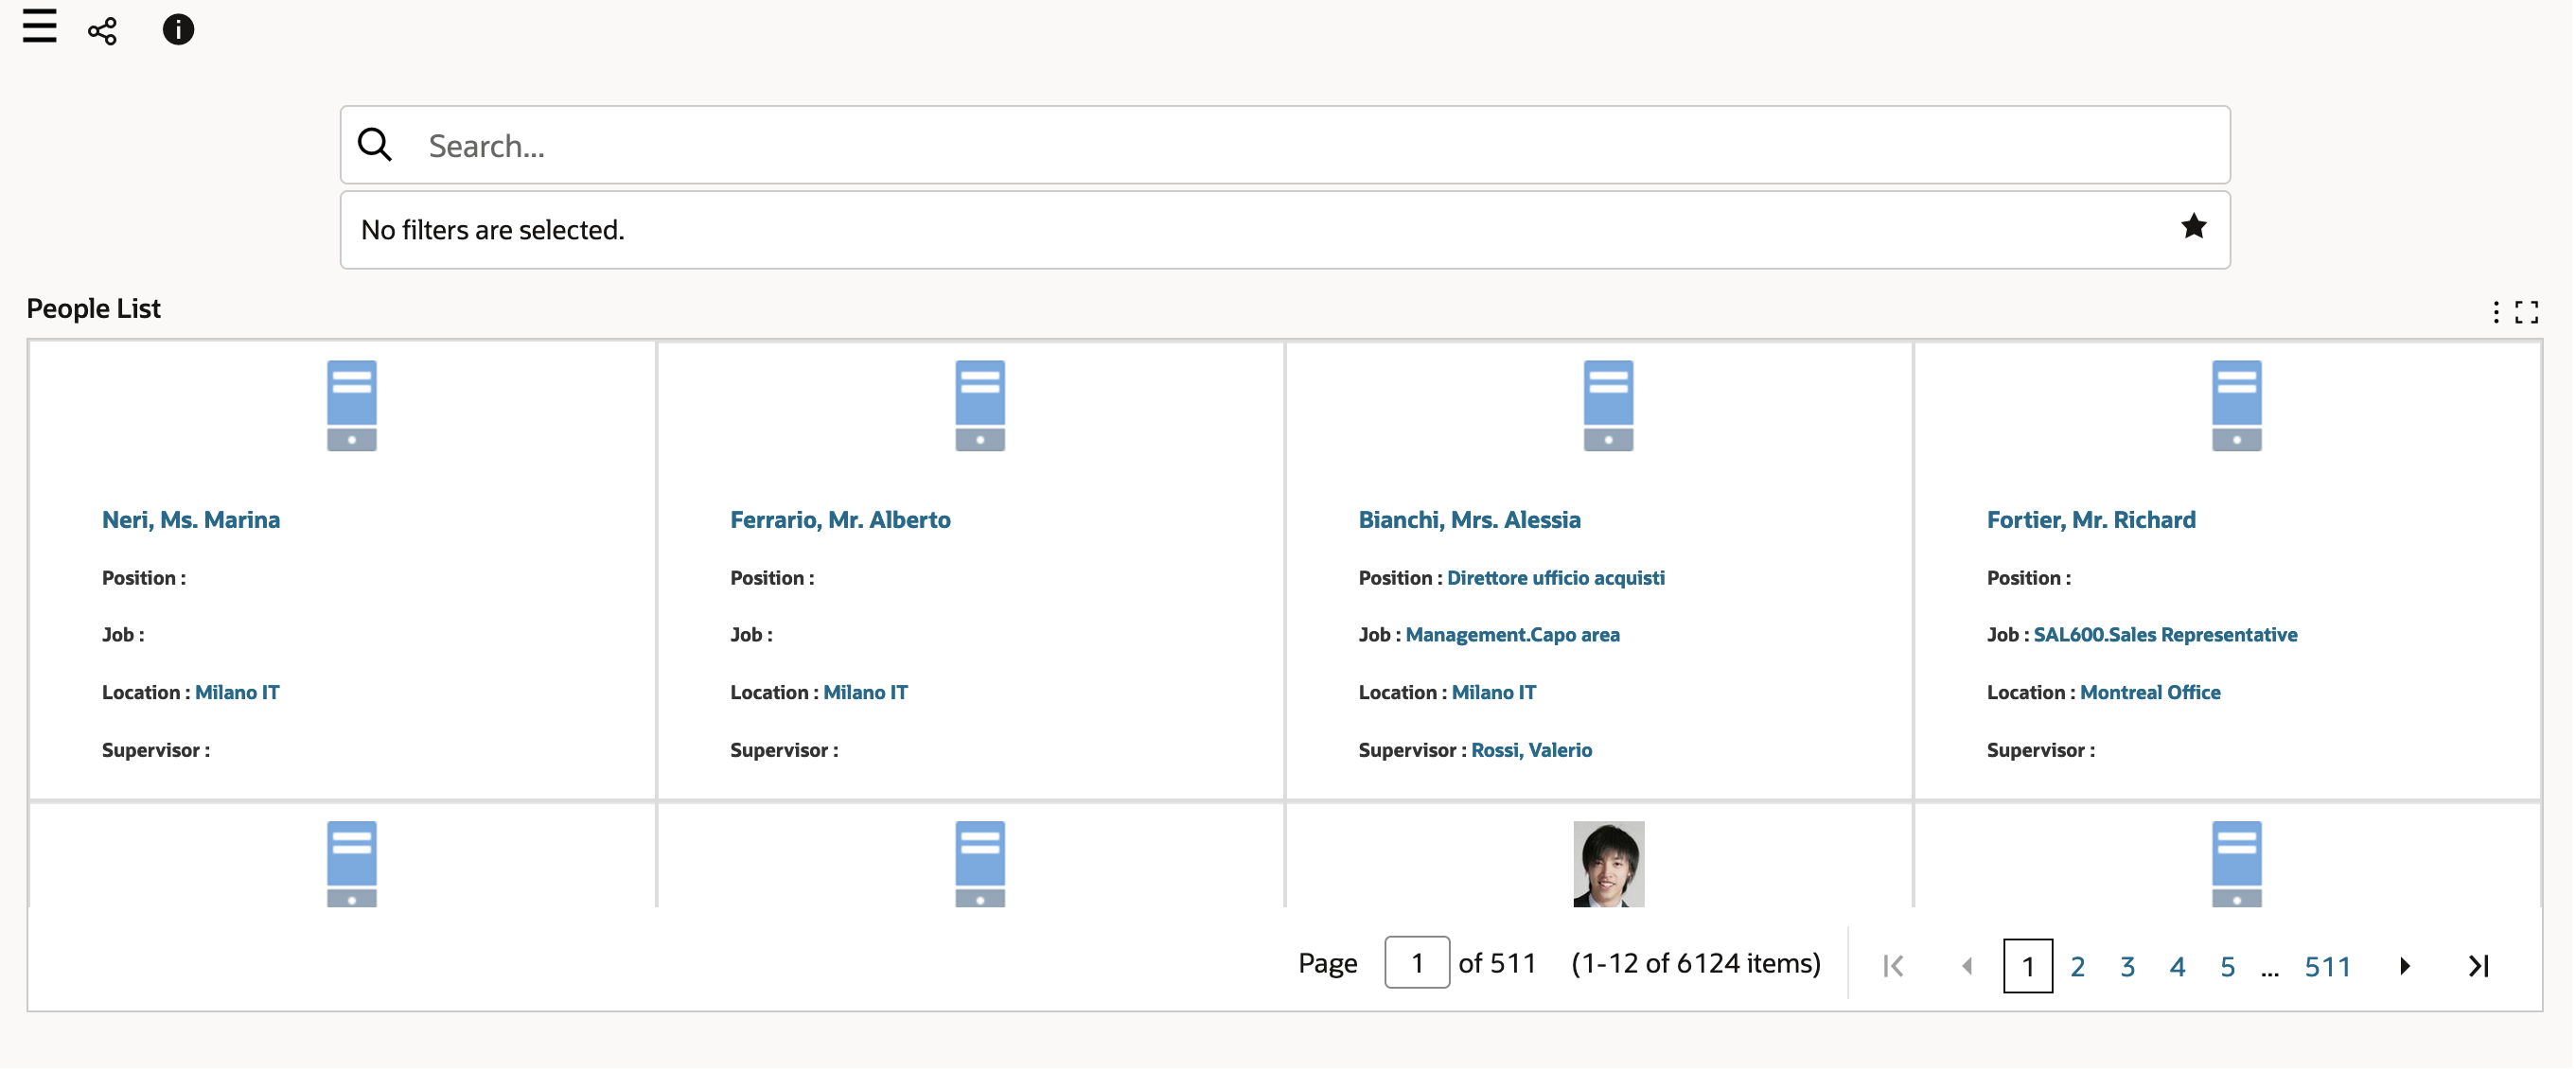 Search...
No filters are selected.
People List
Neri, Ms. Marina
Position :
Job :
Location : Milano IT
Supervisor :
Ferrario, Mr. Alberto
Position :
Job :
Location : Milano IT
Supervisor :
Bianchi, Mrs. Alessia
Position : Direttore ufficio acquisti
Job : Management.Capo area
Location : Milano IT
Supervisor : Rossi, Valerio
Fortier, Mr. Richard
Position :
Job : SAL600.Sales Representative
Location : Montreal Office
Supervisor :
Page 1 of 511 (1-12 of 6124 items) 1 2 3 4 5 ... 511